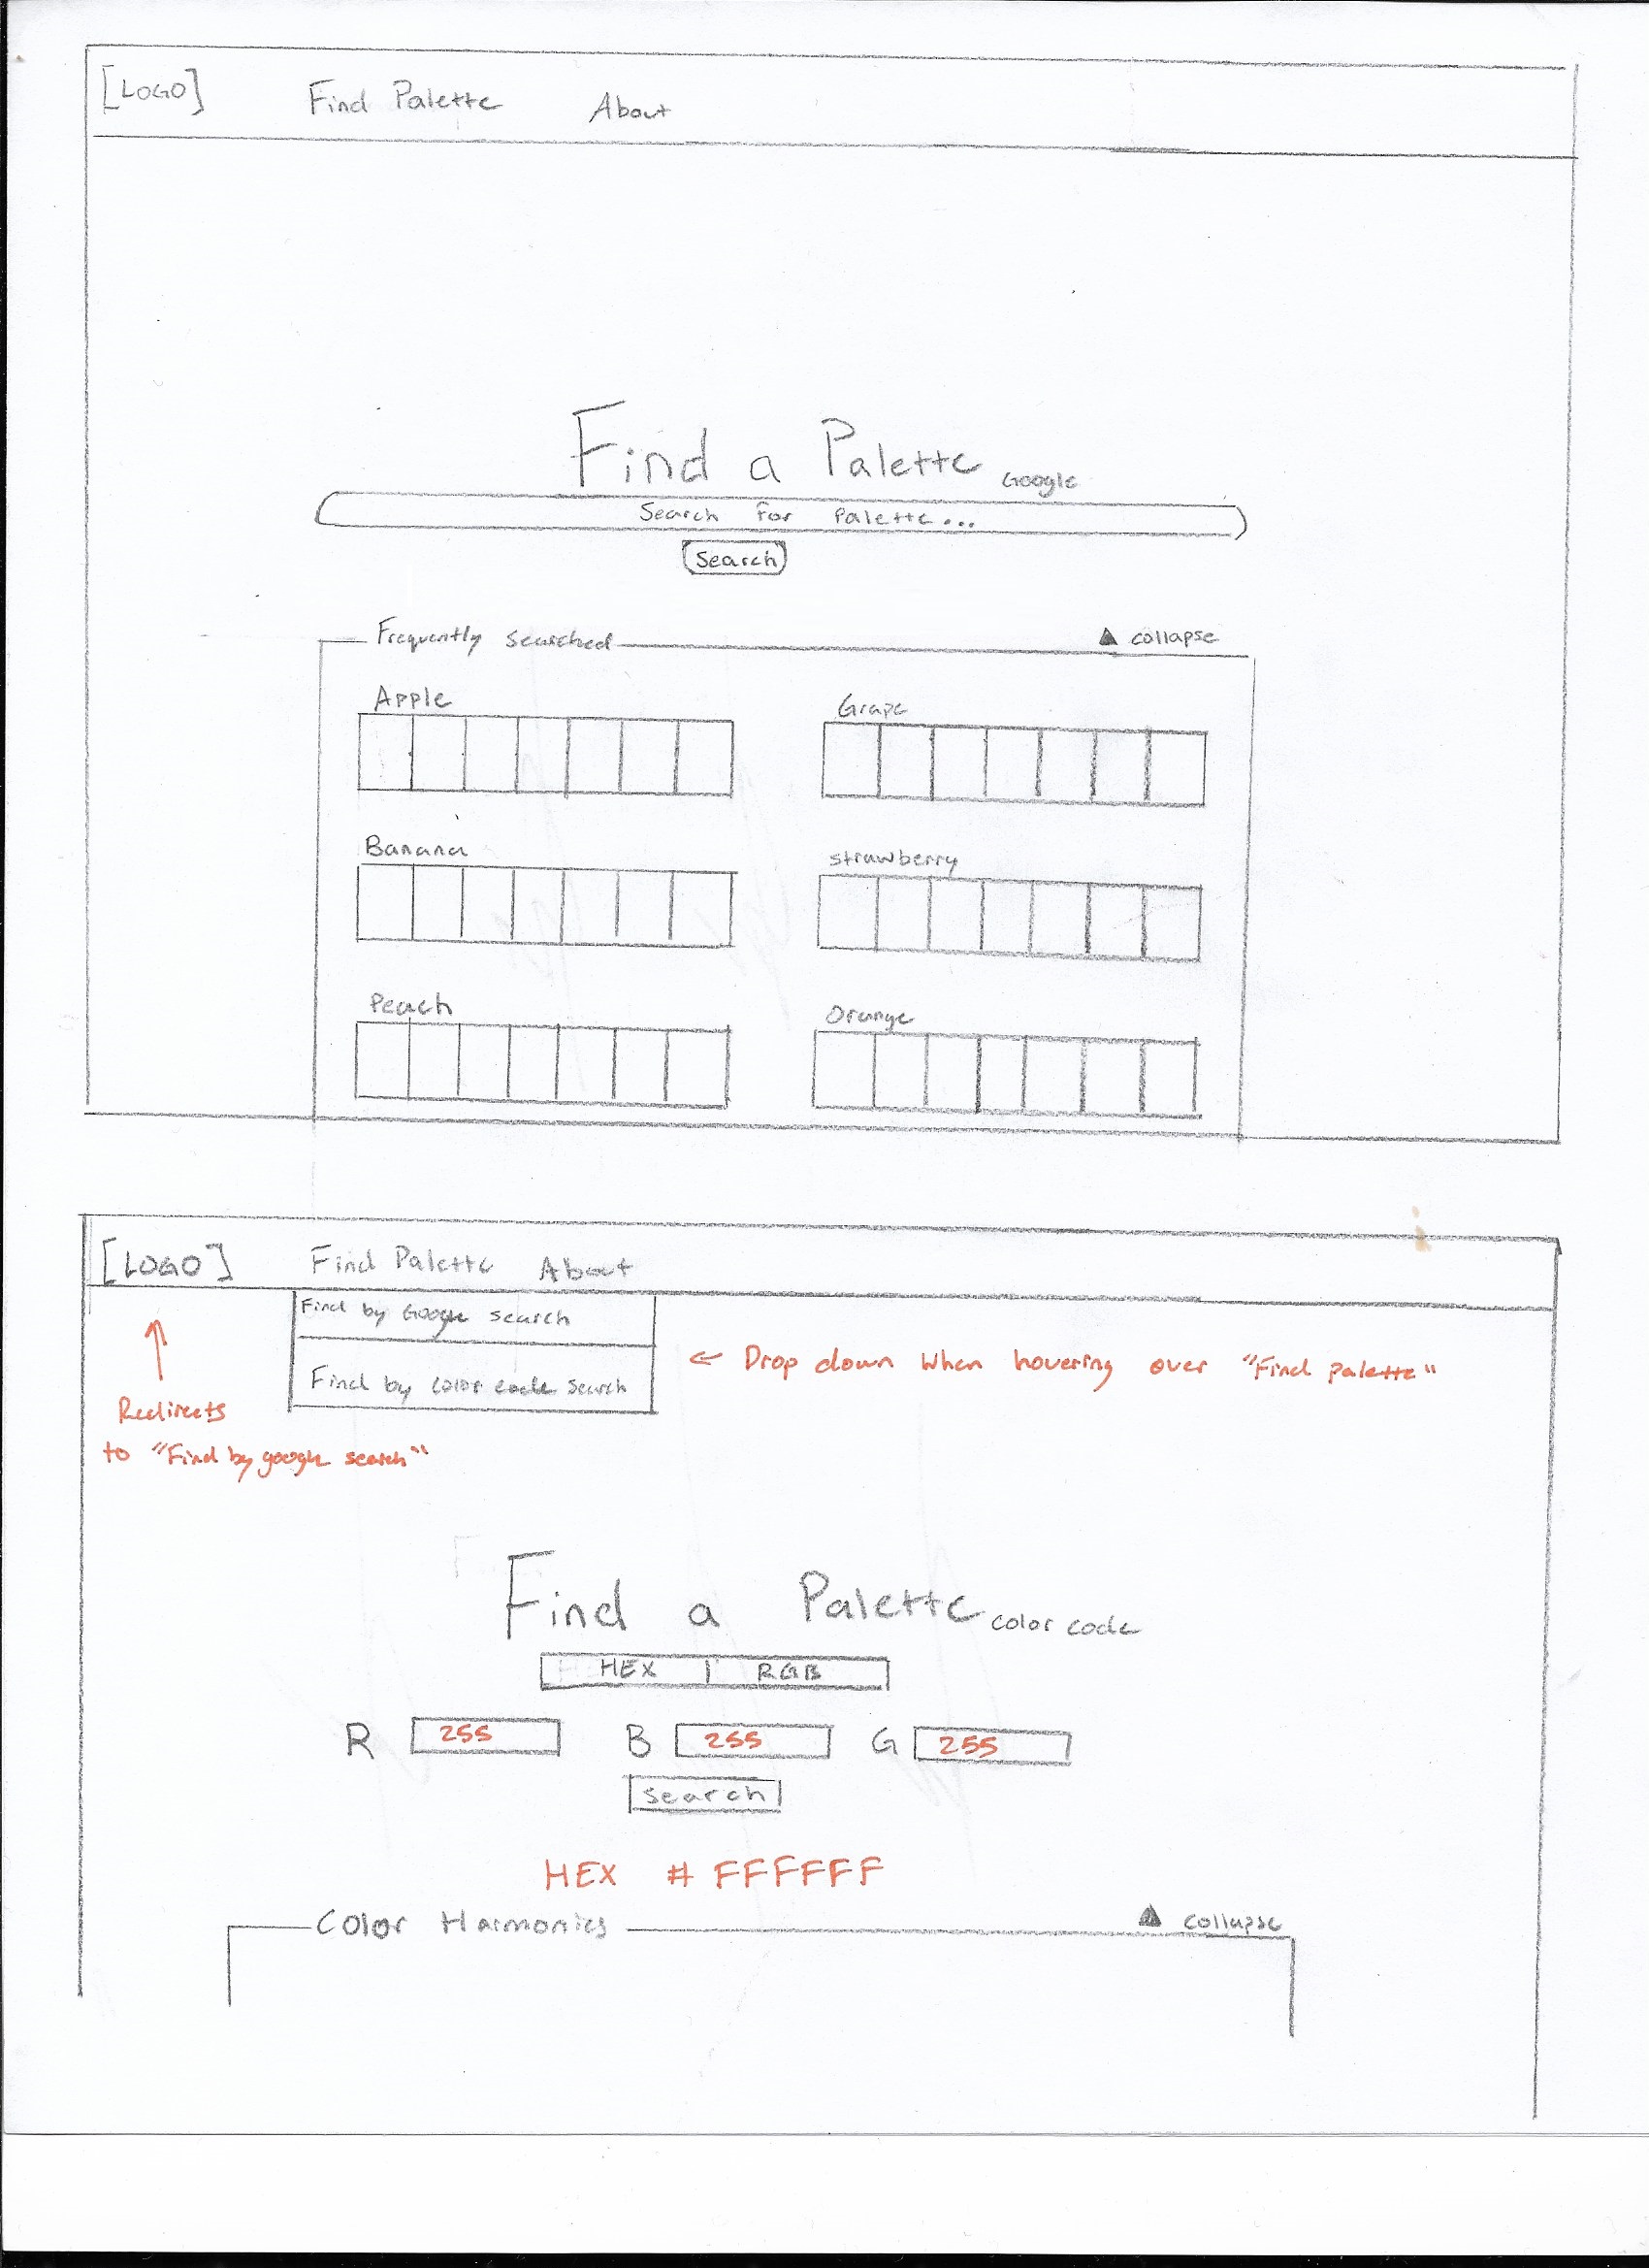 [LOGO] Find Palette About
Find a Palette Google
Search for Palette...
Search
Frequently searched ▲ collapse
Apple Grape
Banana strawberry
Peach Orange
[LOGO] Find Palette About
Find by Google search
Find by color code search
← Drop down when hovering over "Find palette"
Redirects
to "Find by google search"
Find a Palette color code
HEX | RGB
R 255 B 255 G 255
Search
HEX # FFFFFF
Color Harmonies ▲ collapse